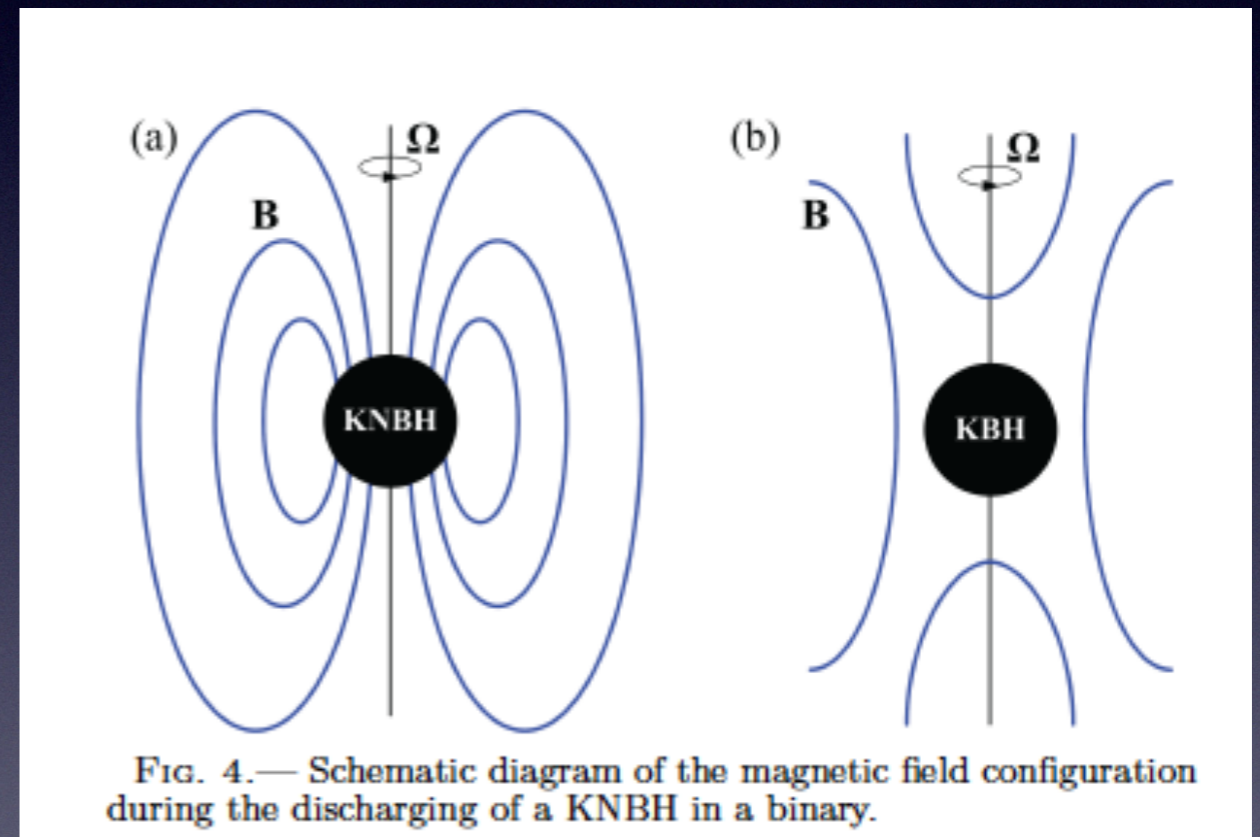 (a)
Ω
B
KNBH
(b)
Ω
B
KBH
FIG. 4.— Schematic diagram of the magnetic field configuration
during the discharging of a KNBH in a binary.